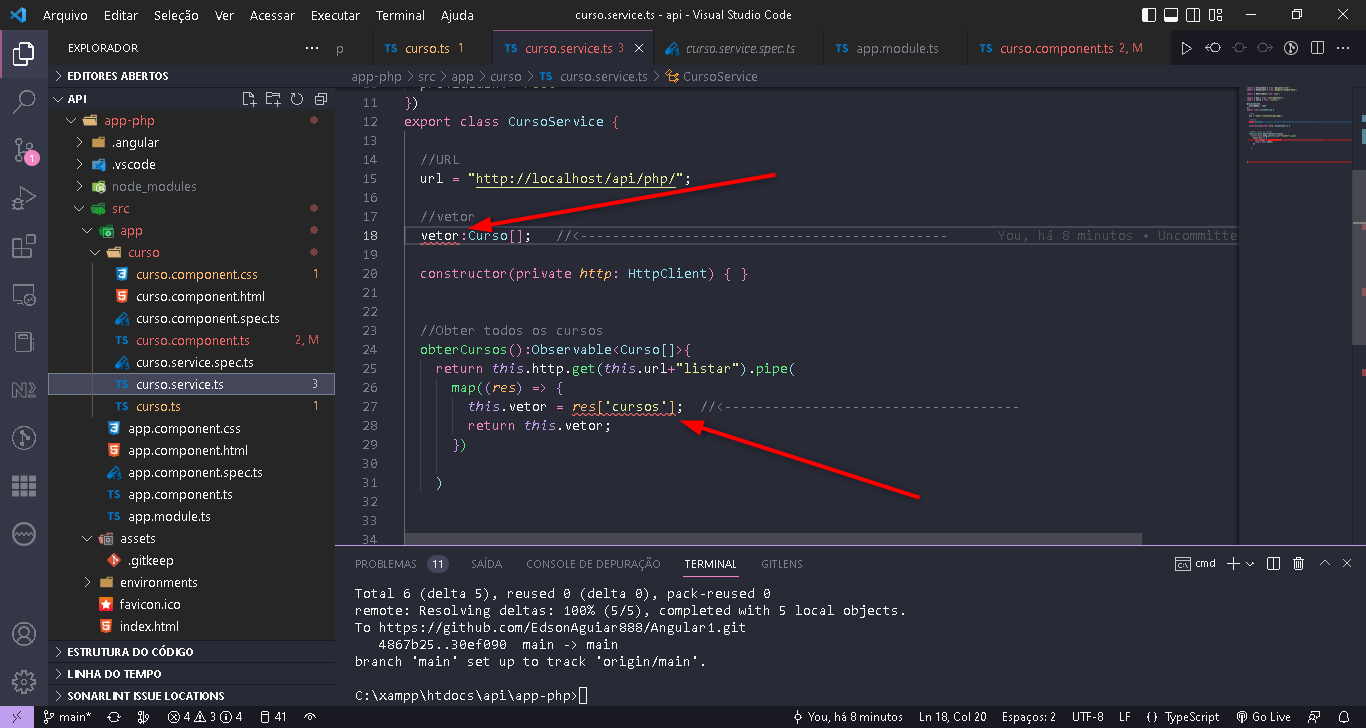 Arquivo Editar Seleção Ver Acessar Executar Terminal Ajuda
curso.service.ts - api - Visual Studio Code
EXPLORADOR
p
TS curso.ts 1
TS curso.service.ts 3
curso.service.spec.ts
TS app.module.ts
TS curso.component.ts 2, M
EDITORES ABERTOS
app-php > src > app > curso > TS curso.service.ts > CursoService
API
app-php
.angular
.vscode
node_modules
src
app
curso
curso.component.css 1
curso.component.html
curso.component.spec.ts
TS curso.component.ts 2, M
curso.service.spec.ts
TS curso.service.ts 3
TS curso.ts 1
app.component.css
app.component.html
app.component.spec.ts
TS app.component.ts
TS app.module.ts
assets
.gitkeep
environments
favicon.ico
index.html
ESTRUTURA DO CÓDIGO
LINHA DO TEMPO
SONARLINT ISSUE LOCATIONS
1
N2
11 })
12 export class CursoService {
13
14 //URL
15 url = "http://localhost/api/php/";
16
17 //vetor
18 vetor:Curso[]; //<---------------------------------------------- You, há 8 minutos • Uncommitte
19
20 constructor(private http: HttpClient) { }
21
22
23 //Obter todos os cursos
24 obterCursos():Observable<Curso[]>{
25 return this.http.get(this.url+"listar").pipe(
26 map((res) => {
27 this.vetor = res['cursos']; //<-------------------------------------
28 return this.vetor;
29 })
30
31 )
32
33
34
PROBLEMAS 11 SAÍDA CONSOLE DE DEPURAÇÃO TERMINAL GITLENS
cmd
Total 6 (delta 5), reused 0 (delta 0), pack-reused 0
remote: Resolving deltas: 100% (5/5), completed with 5 local objects.
To https://github.com/EdsonAguiar888/Angular1.git
4867b25..30ef090 main -> main
branch 'main' set up to track 'origin/main'.
C:\xampp\htdocs\api\app-php>
main* 4 3 4 41
You, há 8 minutos Ln 18, Col 20 Espaços: 2 UTF-8 LF {} TypeScript Go Live